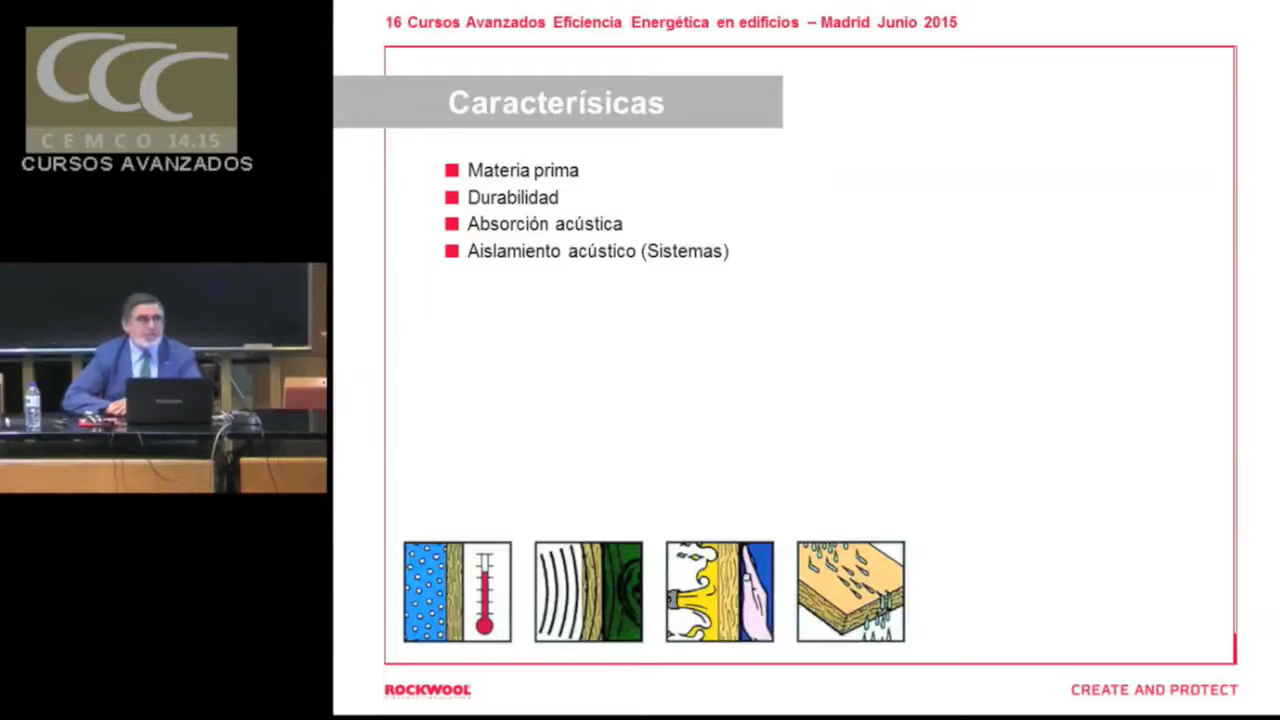 16 Cursos Avanzados Eficiencia Energética en edificios – Madrid Junio 2015
CCC
CEMCO 14.15
CURSOS AVANZADOS
Caracterísicas
Materia prima
Durabilidad
Absorción acústica
Aislamiento acústico (Sistemas)
ROCKWOOL
CREATE AND PROTECT